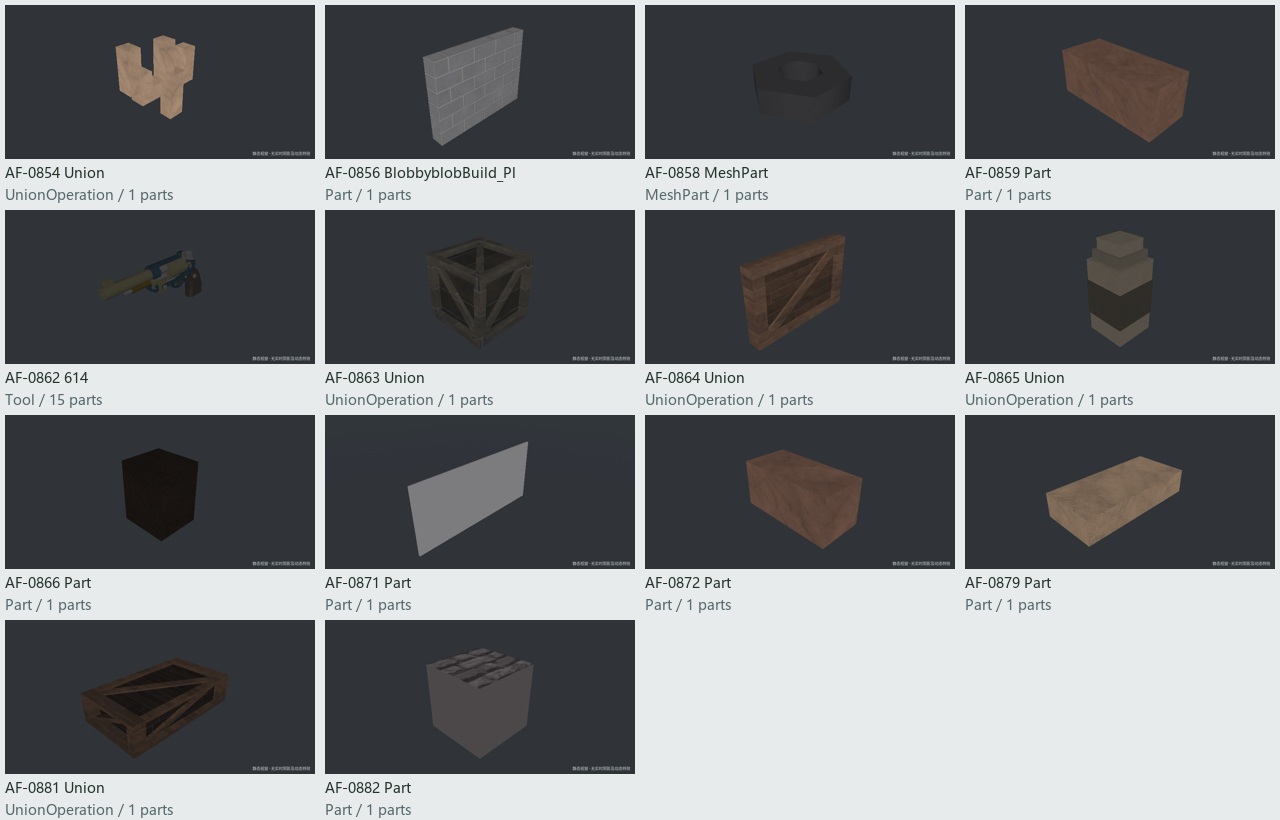 AF-0854 Union
UnionOperation / 1 parts
AF-0856 BlobbyblobBuild_Pl
Part / 1 parts
AF-0858 MeshPart
MeshPart / 1 parts
AF-0859 Part
Part / 1 parts
AF-0862 614
Tool / 15 parts
AF-0863 Union
UnionOperation / 1 parts
AF-0864 Union
UnionOperation / 1 parts
AF-0865 Union
UnionOperation / 1 parts
AF-0866 Part
Part / 1 parts
AF-0871 Part
Part / 1 parts
AF-0872 Part
Part / 1 parts
AF-0879 Part
Part / 1 parts
AF-0881 Union
UnionOperation / 1 parts
AF-0882 Part
Part / 1 parts